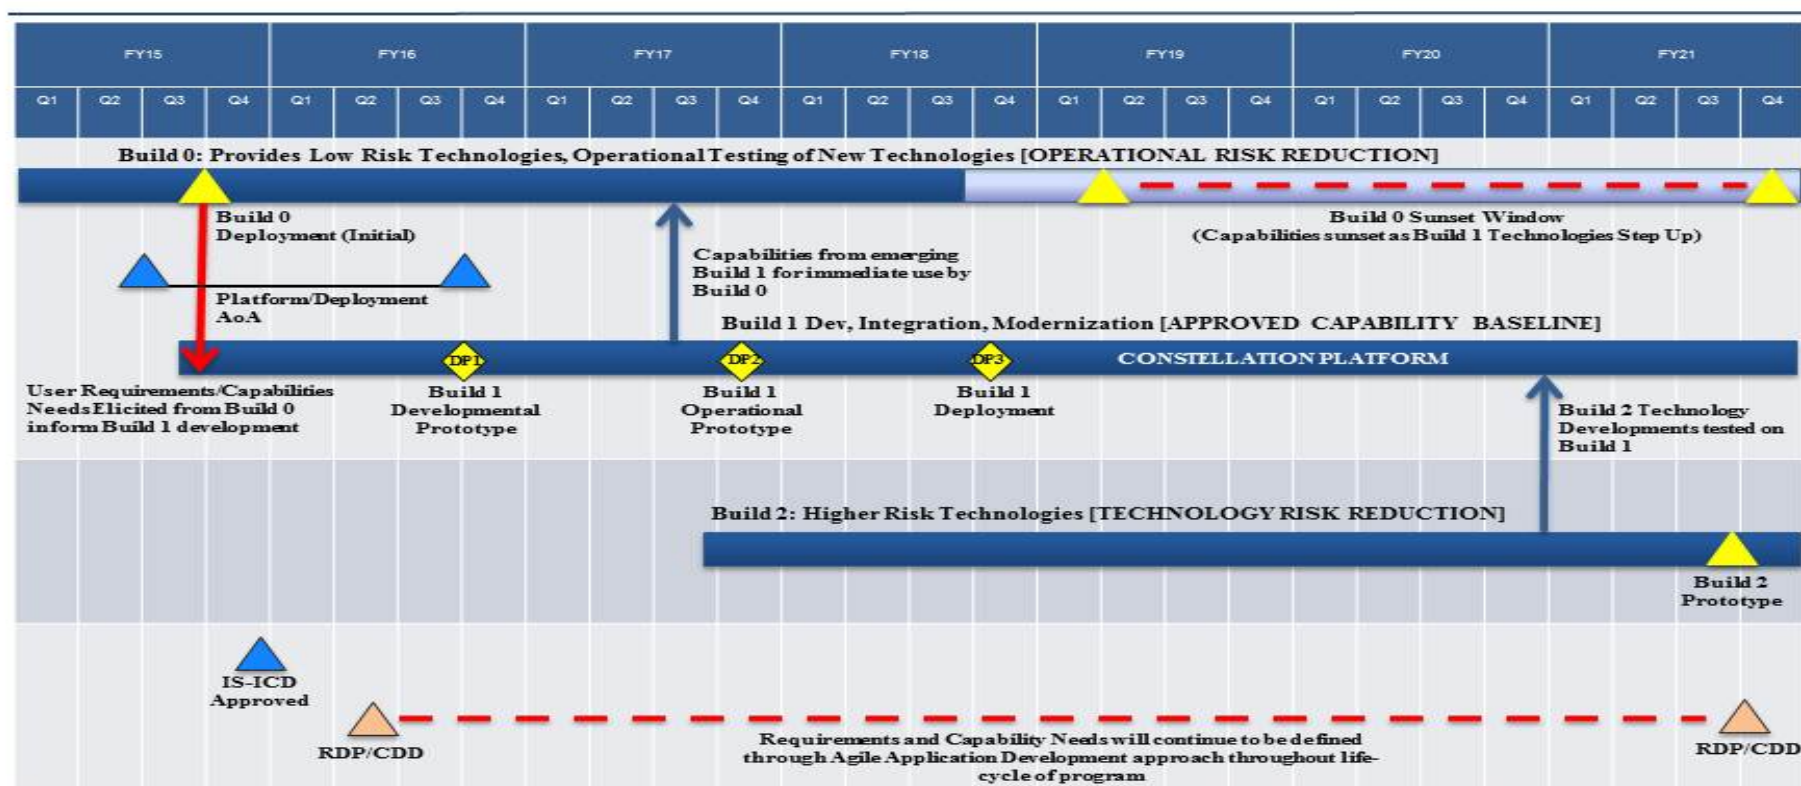 FY15 FY16 FY17 FY18 FY19 FY20 FY21
Q1 Q2 Q3 Q4 Q1 Q2 Q3 Q4 Q1 Q2 Q3 Q4 Q1 Q2 Q3 Q4 Q1 Q2 Q3 Q4 Q1 Q2 Q3 Q4 Q1 Q2 Q3 Q4
Build 0: Provides Low Risk Technologies, Operational Testing of New Technologies [OPERATIONAL RISK REDUCTION]
Build 0
Deployment (Initial)
Build 0 Sunset Window
(Capabilities sunset as Build 1 Technologies Step Up)
Capabilities from emerging
Build 1 for immediate use by
Build 0
Platform/Deployment
AoA
Build 1 Dev, Integration, Modernization [APPROVED CAPABILITY BASELINE]
DP1
DP2
DP3
CONSTELLATION PLATFORM
User Requirements/Capabilities
Needs Elicited from Build 0
inform Build 1 development
Build 1
Developmental
Prototype
Build 1
Operational
Prototype
Build 1
Deployment
Build 2 Technology
Developments tested on
Build 1
Build 2: Higher Risk Technologies [TECHNOLOGY RISK REDUCTION]
Build 2
Prototype
IS-ICD
Approved
RDP/CDD
Requirements and Capability Needs will continue to be defined
through Agile Application Development approach throughout life-
cycle of program
RDP/CDD